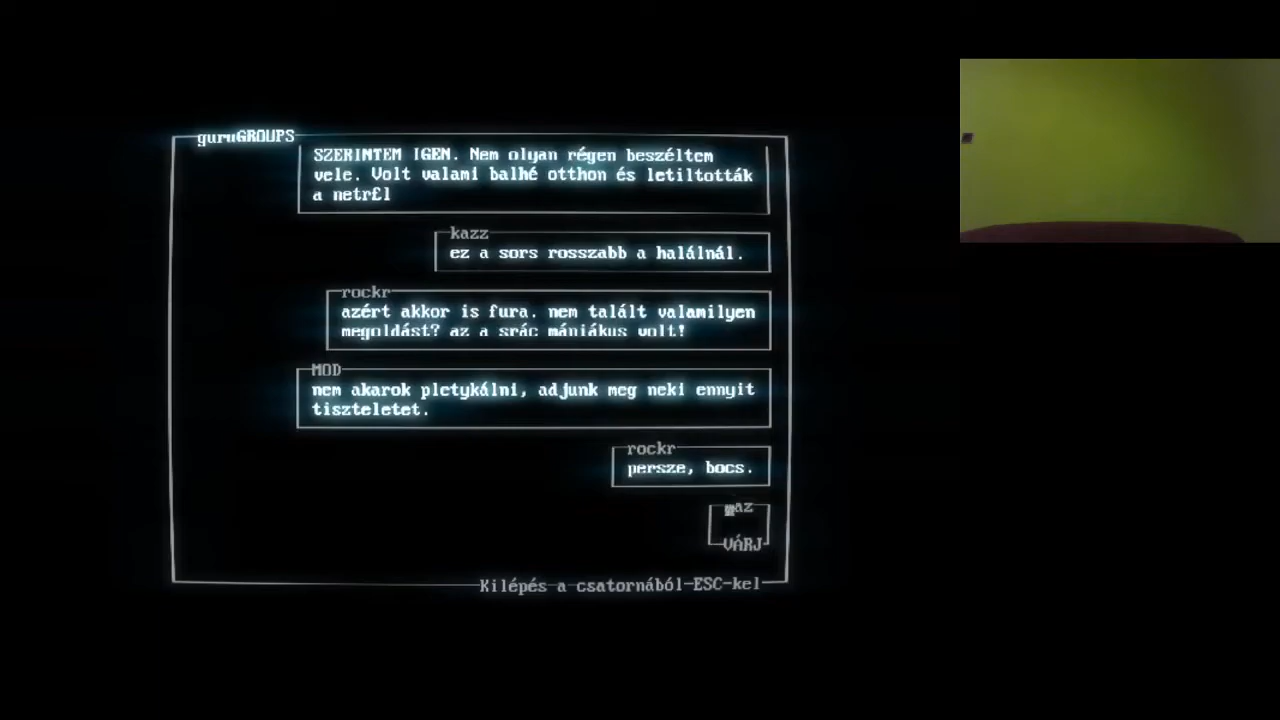 guruGROUPS
SZERINTEM IGEN. Nem olyan régen beszéltem
vele. Volt valami balhé otthon és letiltották
a netr£l
kazz
ez a sors rosszabb a halálnál.
rockr
azért akkor is fura. nem talált valamilyen
megoldást? az a srác mániákus volt!
MOD
nem akarok pletykálni, adjunk meg neki ennyit
tiszteletet.
rockr
persze, bocs.
VÁRJ
Kilépés a csatornából-ESC-kel